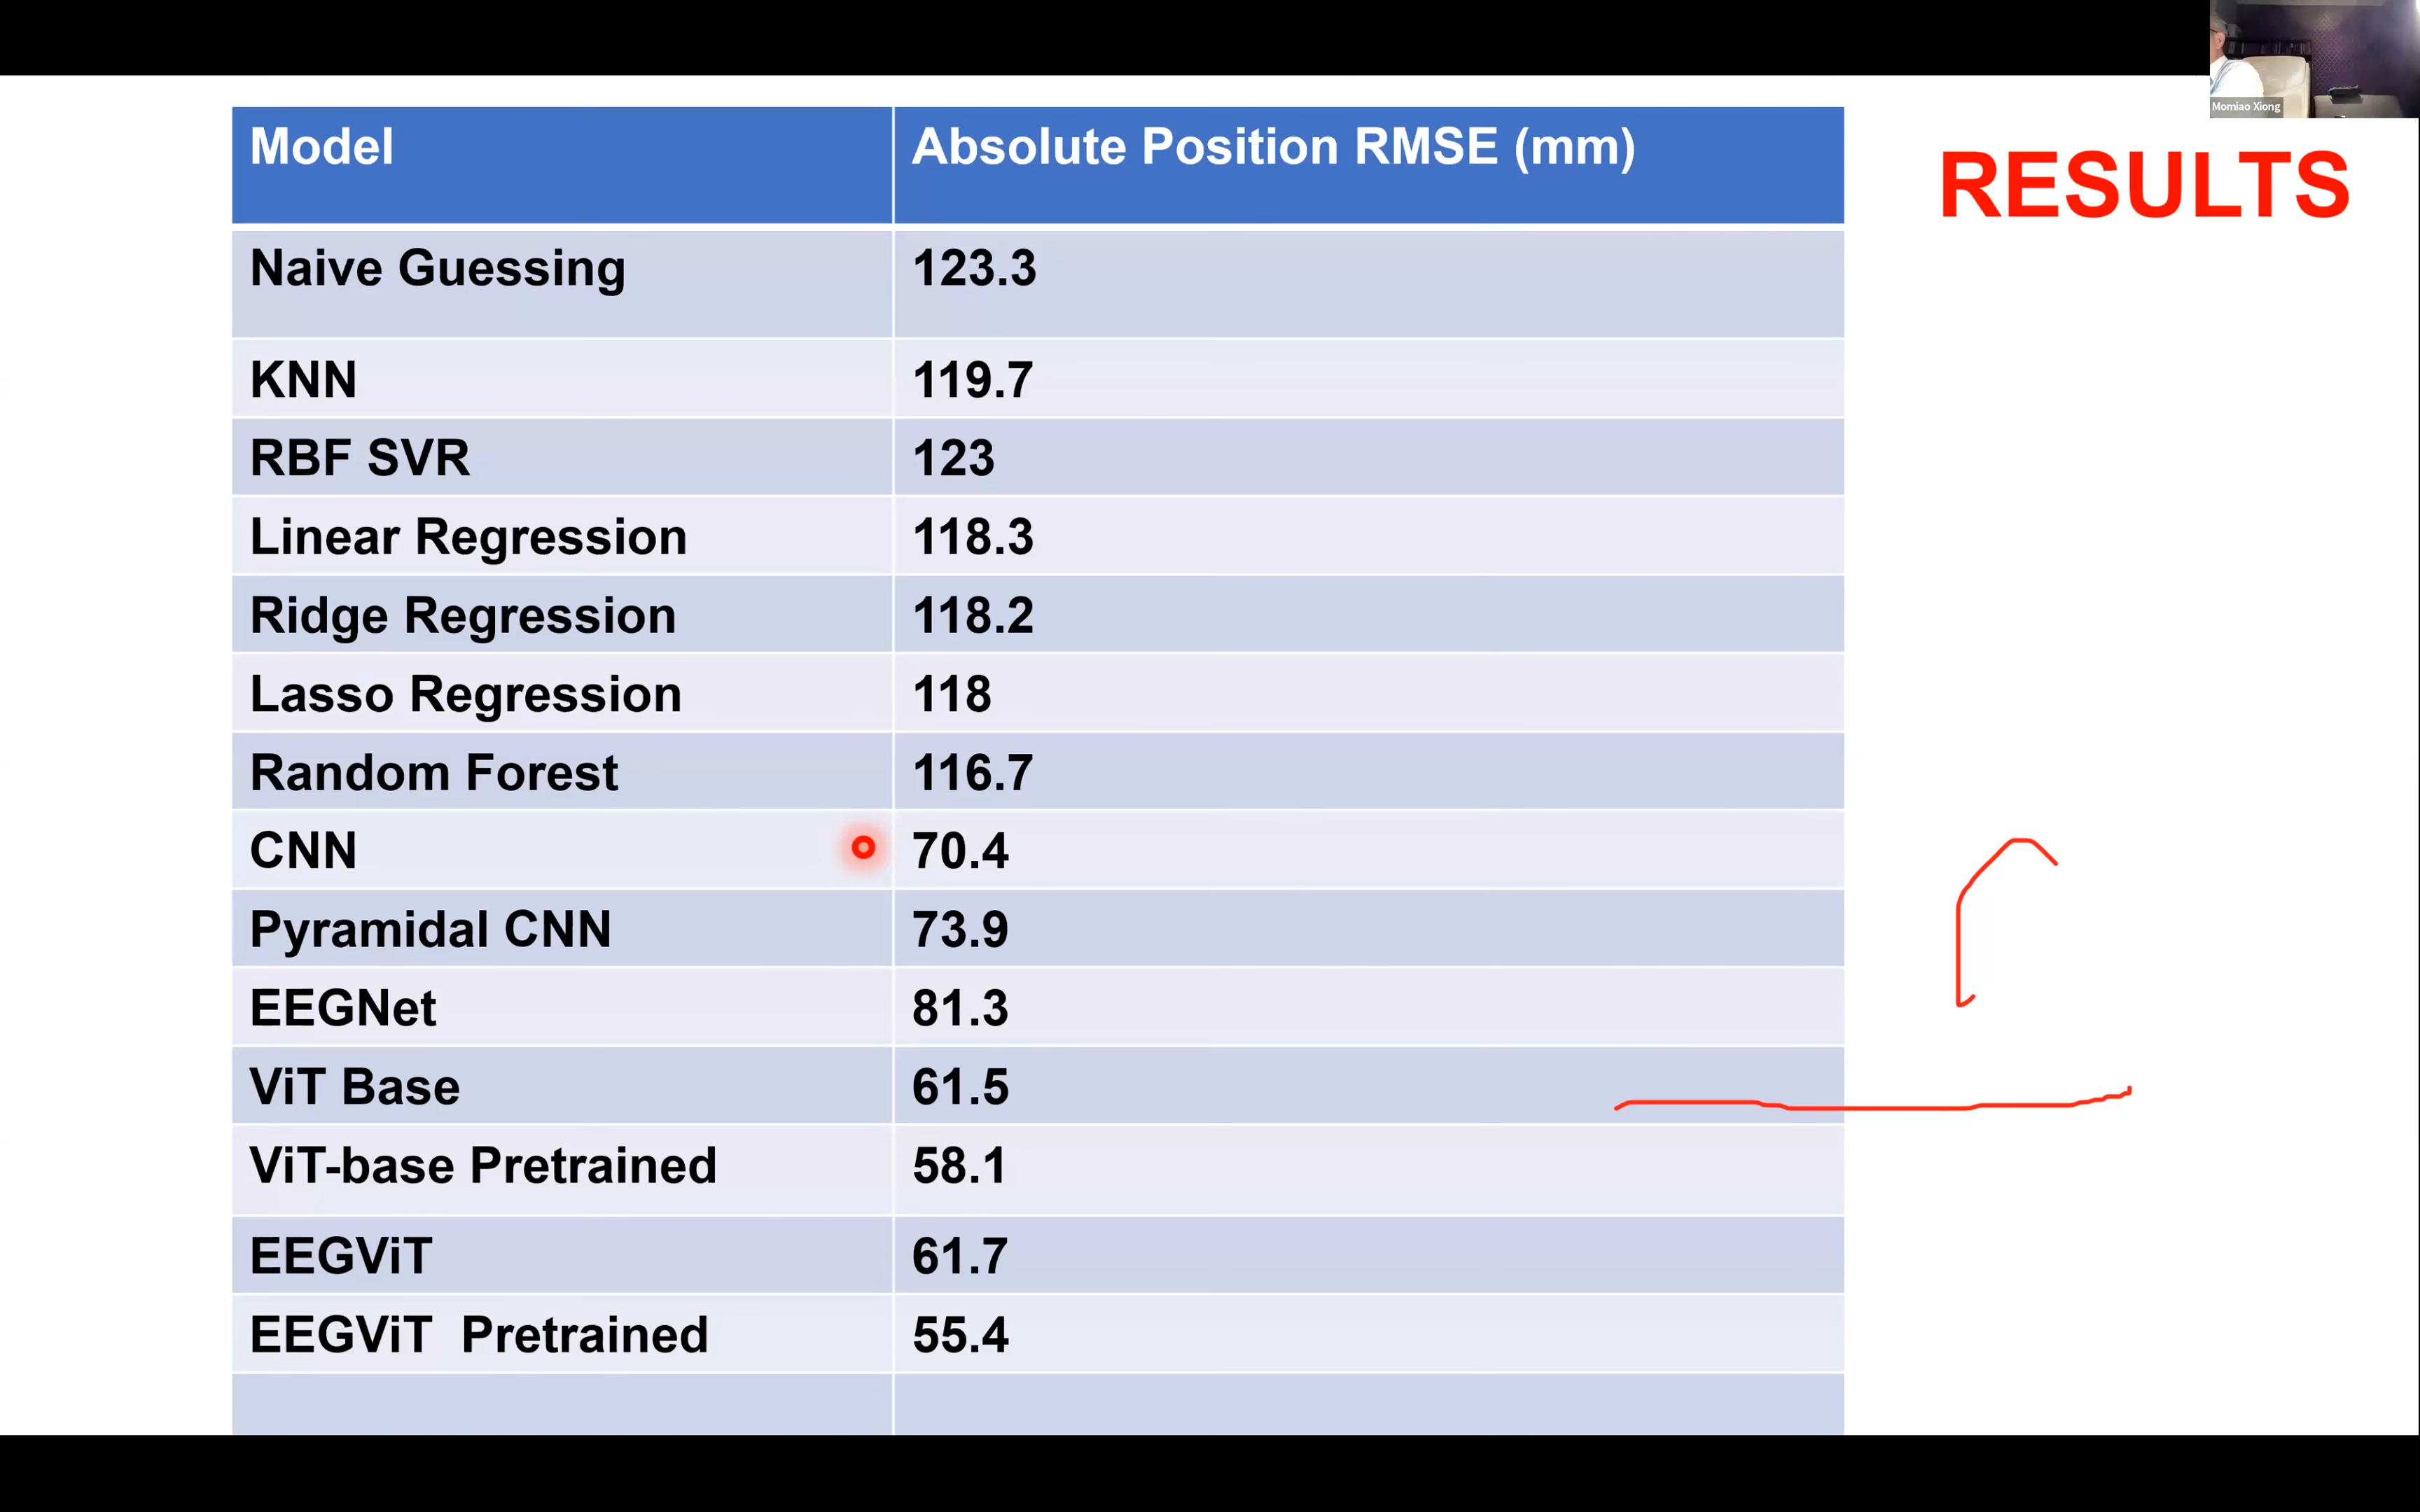 Momiao Xiong
RESULTS
Model Absolute Position RMSE (mm)
Naive Guessing 123.3
KNN 119.7
RBF SVR 123
Linear Regression 118.3
Ridge Regression 118.2
Lasso Regression 118
Random Forest 116.7
CNN 70.4
Pyramidal CNN 73.9
EEGNet 81.3
ViT Base 61.5
ViT-base Pretrained 58.1
EEGViT 61.7
EEGViT Pretrained 55.4